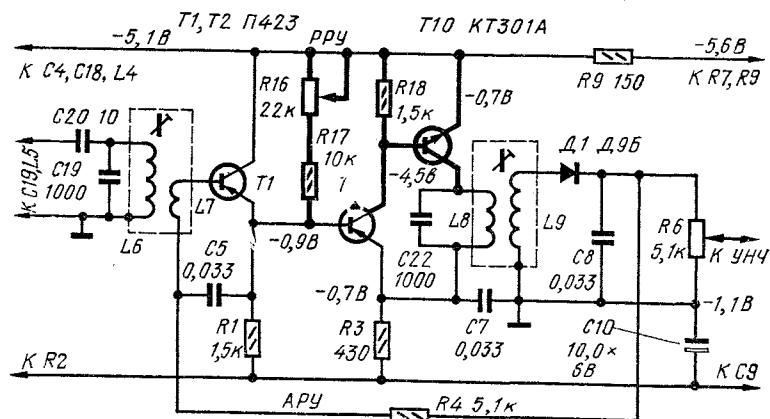 Т1, Т2 П423
Т10 КТ301А
-5,1В
РРУ
-5,6В
К С4, С18, L4
R16
22к
R18
1,5к
R9 150
К R7, R9
С20 10
-0,7В
С19
1000
R17
10к
Т1
Д1 Д9Б
К С19, L5
-4,5В
L7
L8
L9
R6
5,1к
К УНЧ
L6
С5
0,033
-0,9В
С22
1000
С8
0,033
-0,7В
-1,1В
R1
1,5к
R3
430
С7
0,033
С10
10,0×
6В
К R2
К С9
АРУ
R4 5,1к